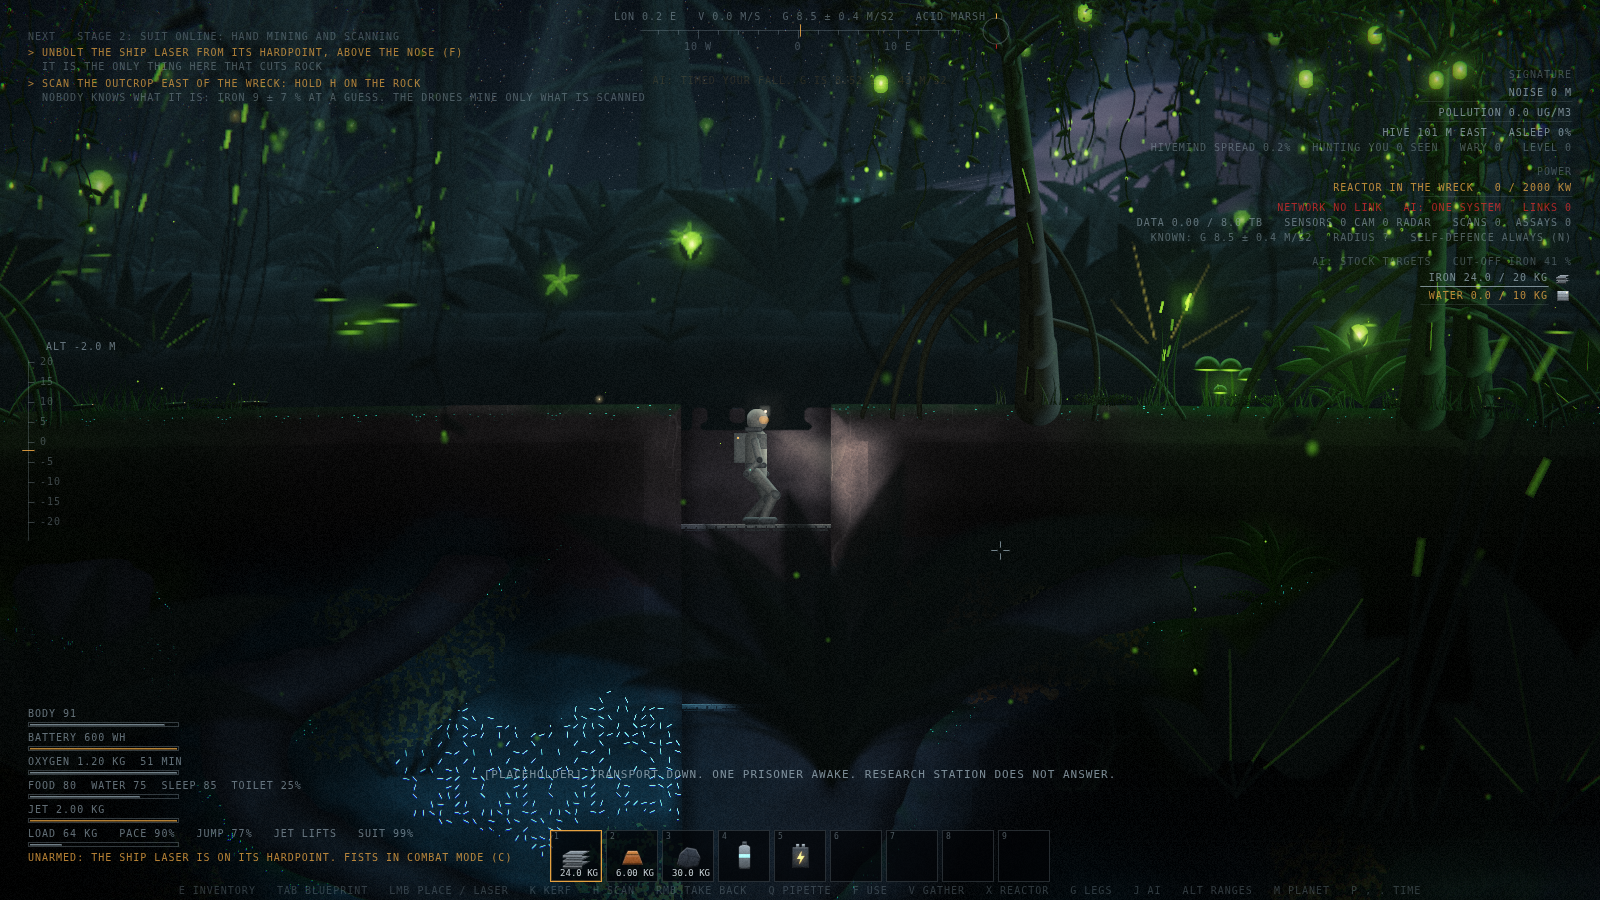 LON 0.2 E   V 0.0 M/S   G 8.5 ± 0.4 M/S2   ACID MARSH
10 W   0   10 E
NEXT   STAGE 2: SUIT ONLINE: HAND MINING AND SCANNING
> UNBOLT THE SHIP LASER FROM ITS HARDPOINT, ABOVE THE NOSE (F)
IT IS THE ONLY THING HERE THAT CUTS ROCK
> SCAN THE OUTCROP EAST OF THE WRECK: HOLD H ON THE ROCK
NOBODY KNOWS WHAT IT IS: IRON 9 ± 7 % AT A GUESS. THE DRONES MINE ONLY WHAT IS SCANNED
SIGNATURE
NOISE 0 M
POLLUTION 0.0 UG/M3
HIVE 101 M EAST   ASLEEP 0%
HIVEMIND SPREAD 0.2%   HUNTING YOU 0 SEEN   WARY 0   LEVEL 0
POWER
REACTOR IN THE WRECK   0 / 2000 KW
NETWORK NO LINK   AI: ONE SYSTEM   LINKS 0
DATA 0.00 / 8.0 TB   SENSORS 0 CAM 0 RADAR   SCANS 0   ASSAYS 0
KNOWN: G 8.5 ± 0.4 M/S2   RADIUS ?   SELF-DEFENCE ALWAYS (N)
AI: STOCK TARGETS   CUT-OFF IRON 41 %
IRON 24.0 / 20 KG
WATER 0.0 / 10 KG
ALT -2.0 M
20
15
10
5
0
-5
-10
-15
-20
[PLACEHOLDER] TRANSPORT DOWN. ONE PRISONER AWAKE. RESEARCH STATION DOES NOT ANSWER.
BODY 91
BATTERY 600 WH
OXYGEN 1.20 KG   51 MIN
FOOD 80   WATER 75   SLEEP 85   TOILET 25%
JET 2.00 KG
LOAD 64 KG   PACE 90%   JUMP 77%   JET LIFTS   SUIT 99%
UNARMED: THE SHIP LASER IS ON ITS HARDPOINT. FISTS IN COMBAT MODE (C)
1 2 3 4 5 6 7 8 9
24.0 KG   6.00 KG   30.0 KG
E INVENTORY   TAB BLUEPRINT   LMB PLACE / LASER   K KERF   H SCAN   RMB TAKE BACK   Q PIPETTE   F USE   V GATHER   X REACTOR   G LEGS   J AI   ALT RANGES   M PLANET   P , . TIME